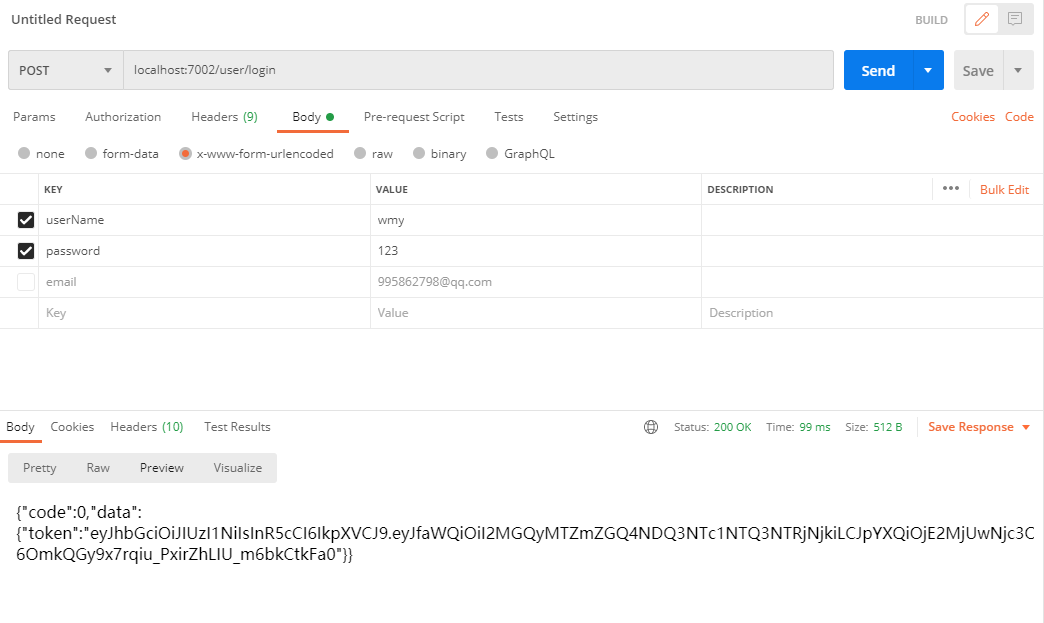 Untitled Request BUILD
POST localhost:7002/user/login Send Save
Params Authorization Headers (9) Body Pre-request Script Tests Settings Cookies Code
none form-data x-www-form-urlencoded raw binary GraphQL
KEY VALUE DESCRIPTION ••• Bulk Edit
userName wmy
password 123
email 995862798@qq.com
Key Value Description
Body Cookies Headers (10) Test Results Status: 200 OK Time: 99 ms Size: 512 B Save Response
Pretty Raw Preview Visualize
{"code":0,"data":
{"token":"eyJhbGciOiJIUzI1NiIsInR5cCI6IkpXVCJ9.eyJfaWQiOiI2MGQyMTZmZGQ4NDQ3NTc1NTQ3NTRjNjkiLCJpYXQiOjE2MjUwNjc3O
6OmkQGy9x7rqiu_PxirZhLIU_m6bkCtkFa0"}}